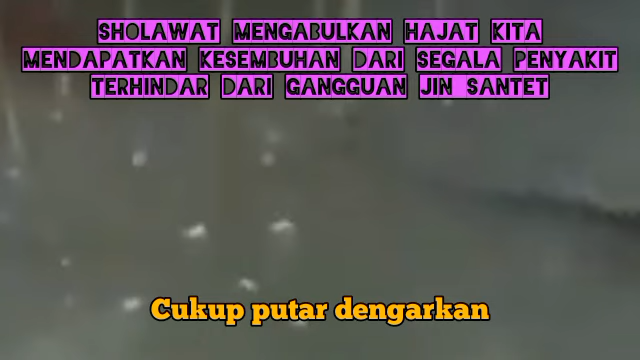 SHOLAWAT MENGABULKAN HAJAT KITA
MENDAPATKAN KESEMBUHAN DARI SEGALA PENYAKIT
TERHINDAR DARI GANGGUAN JIN SANTET
Cukup putar dengarkan